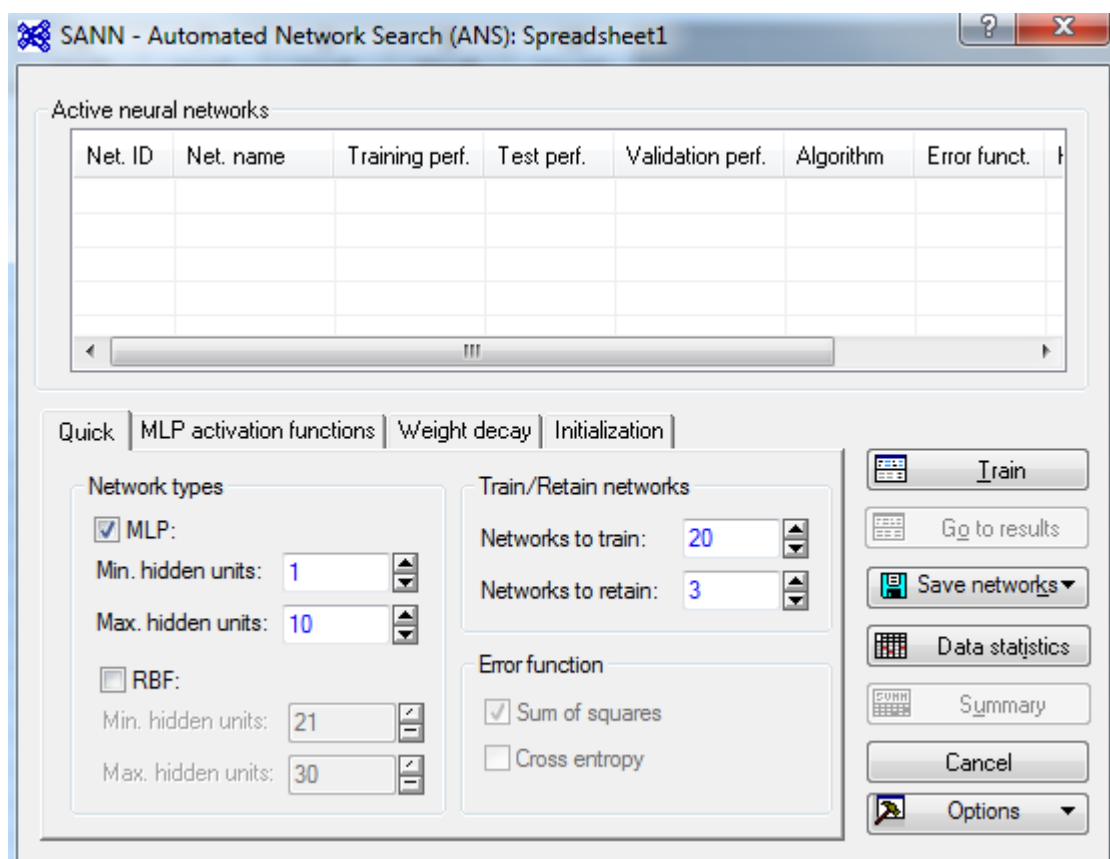 SANN - Automated Network Search (ANS): Spreadsheet1
Active neural networks
Net. ID Net. name Training perf. Test perf. Validation perf. Algorithm Error funct.
Quick MLP activation functions Weight decay Initialization
Network types
MLP:
Min. hidden units: 1
Max. hidden units: 10
RBF:
Min. hidden units: 21
Max. hidden units: 30
Train/Retain networks
Networks to train: 20
Networks to retain: 3
Error function
Sum of squares
Cross entropy
Train
Go to results
Save networks
Data statistics
SUMM
Summary
Cancel
Options